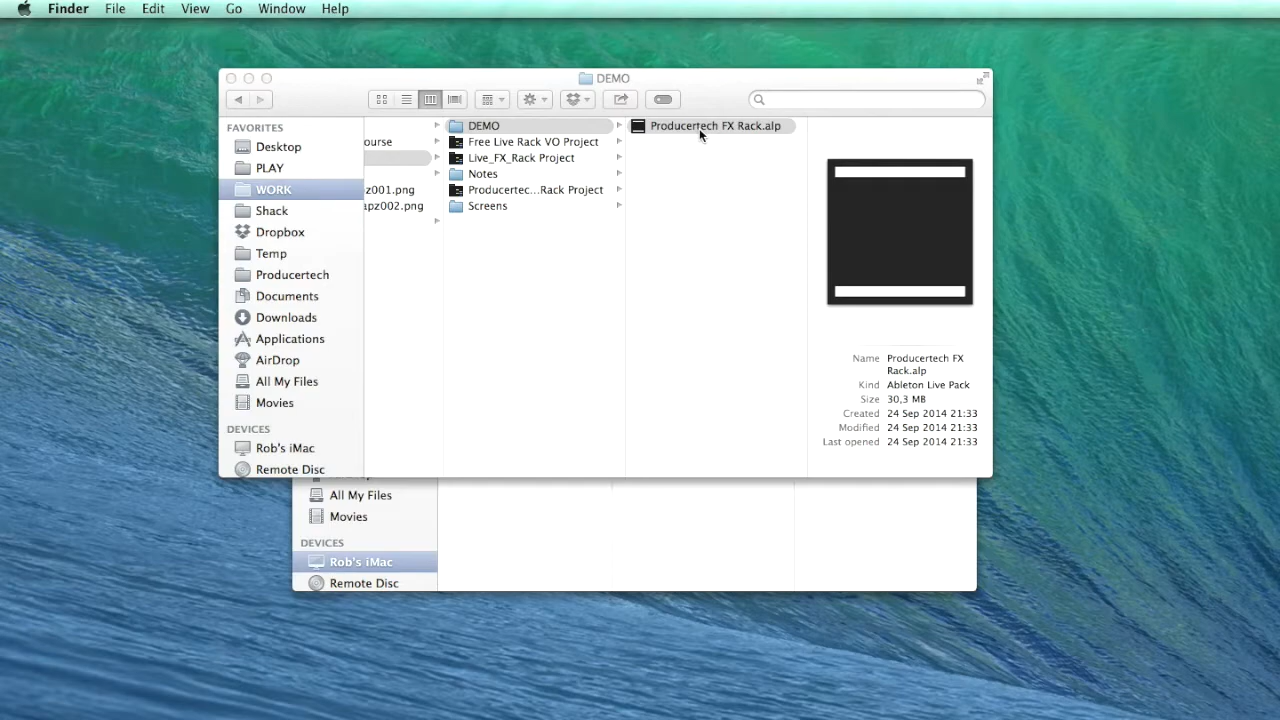 Finder File Edit View Go Window Help
DEMO
FAVORITES
Desktop
PLAY
WORK
Shack
Dropbox
Temp
Producertech
Documents
Downloads
Applications
AirDrop
All My Files
Movies
DEVICES
Rob's iMac
Remote Disc
ourse
z001.png
apz002.png
DEMO
Free Live Rack VO Project
Live_FX_Rack Project
Notes
Producertec...Rack Project
Screens
Producertech FX Rack.alp
Name Producertech FX
Rack.alp
Kind Ableton Live Pack
Size 30,3 MB
Created 24 Sep 2014 21:33
Modified 24 Sep 2014 21:33
Last opened 24 Sep 2014 21:33
All My Files
Movies
DEVICES
Rob's iMac
Remote Disc